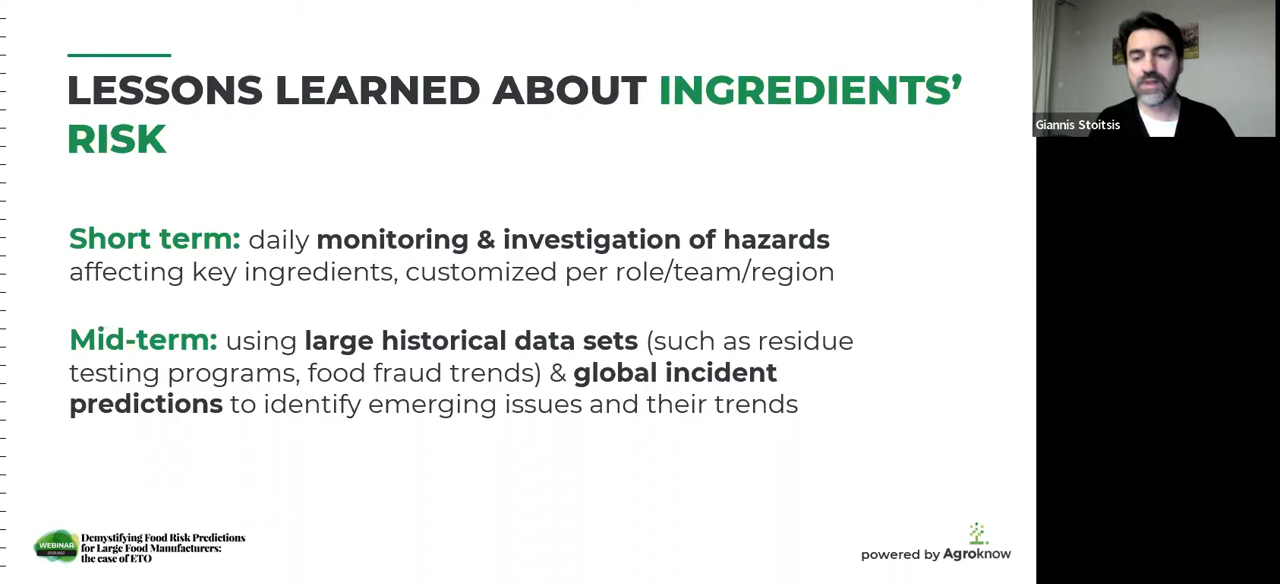 LESSONS LEARNED ABOUT INGREDIENTS’
RISK
Giannis Stoitsis
Short term: daily monitoring & investigation of hazards
affecting key ingredients, customized per role/team/region
Mid-term: using large historical data sets (such as residue
testing programs, food fraud trends) & global incident
predictions to identify emerging issues and their trends
WEBINAR
Demystifying Food Risk Predictions
for Large Food Manufacturers:
the case of ETO
powered by Agroknow